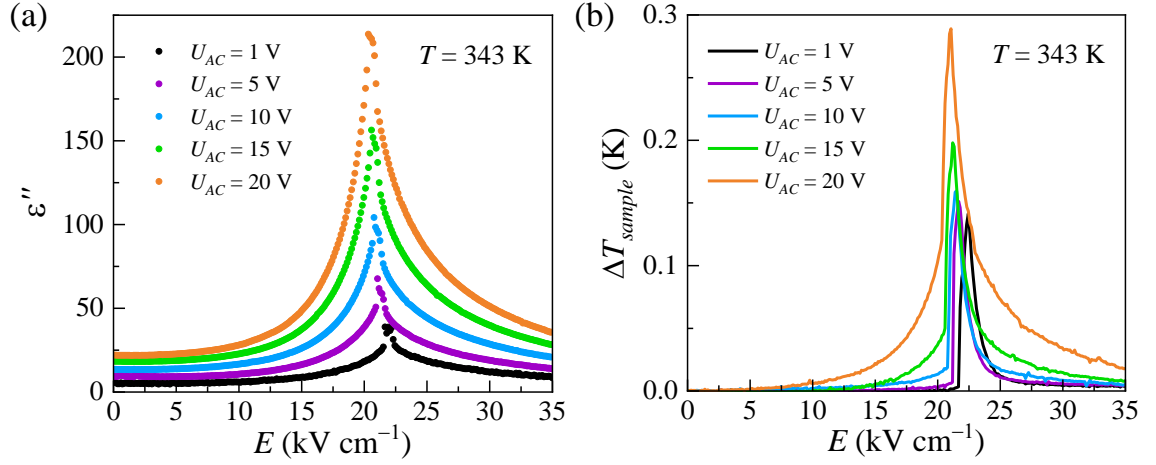 (a)
ε″
200
150
100
50
0
U_AC = 1 V
U_AC = 5 V
U_AC = 10 V
U_AC = 15 V
U_AC = 20 V
T = 343 K
0 5 10 15 20 25 30 35
E (kV cm⁻¹)
(b)
ΔT_sample (K)
0.3
0.2
0.1
0.0
U_AC = 1 V
U_AC = 5 V
U_AC = 10 V
U_AC = 15 V
U_AC = 20 V
T = 343 K
0 5 10 15 20 25 30 35
E (kV cm⁻¹)